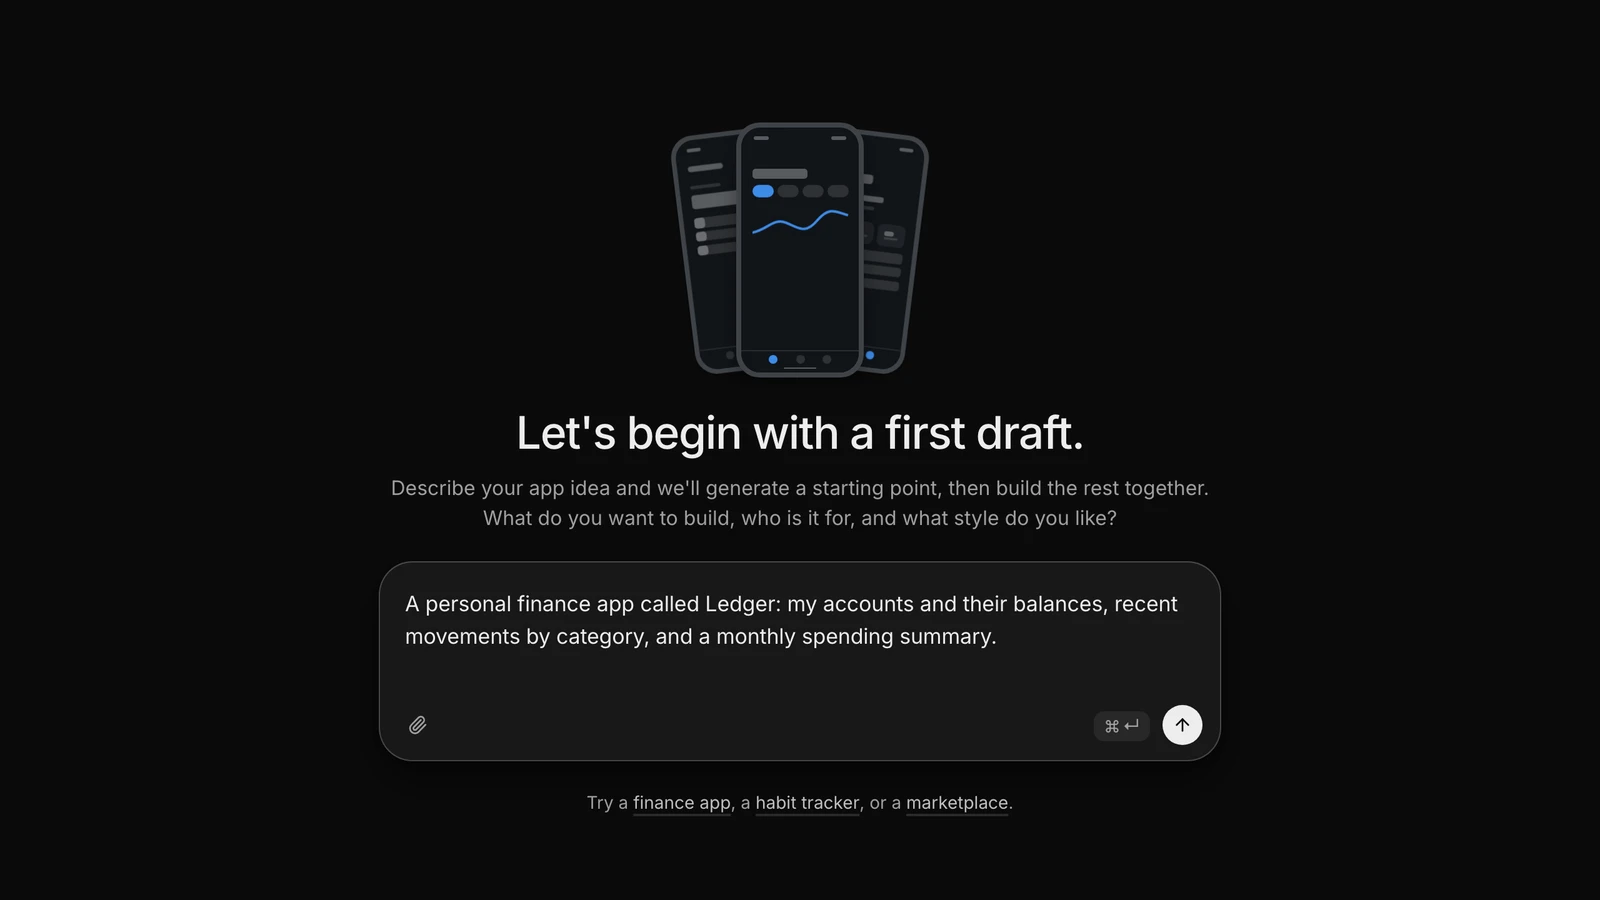 Let's begin with a first draft.
Describe your app idea and we'll generate a starting point, then build the rest together.
What do you want to build, who is it for, and what style do you like?
A personal finance app called Ledger: my accounts and their balances, recent
movements by category, and a monthly spending summary.
⌘ ↵
Try a finance app, a habit tracker, or a marketplace.